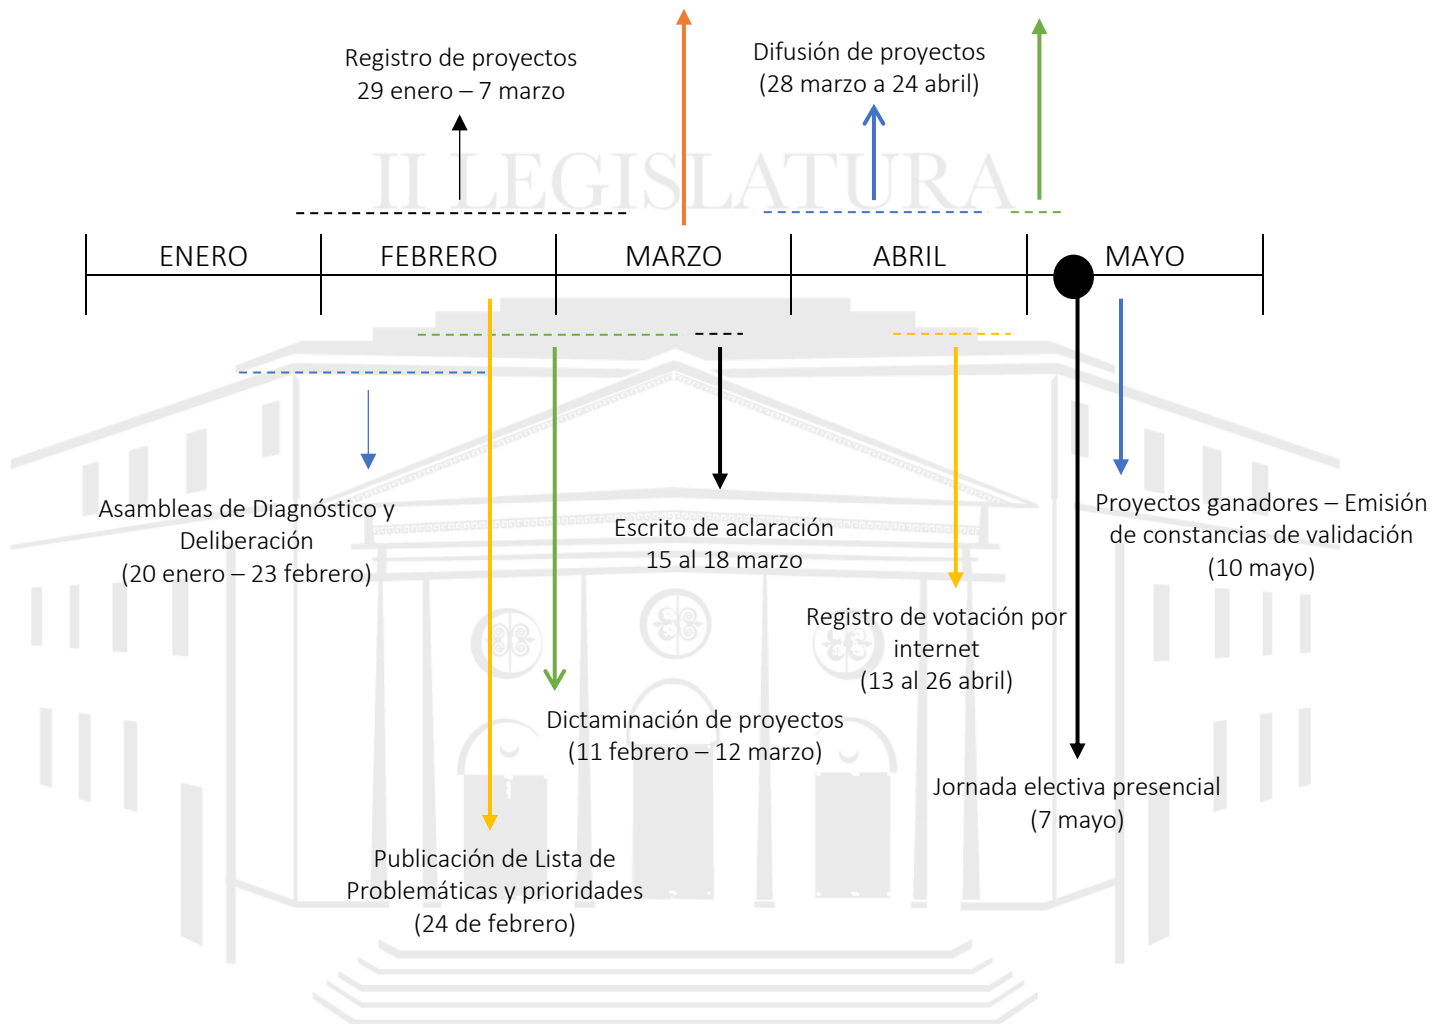 Registro de proyectos
29 enero – 7 marzo
Difusión de proyectos
(28 marzo a 24 abril)
II LEGISLATURA
ENERO
FEBRERO
MARZO
ABRIL
MAYO
Asambleas de Diagnóstico y
Deliberación
(20 enero – 23 febrero)
Escrito de aclaración
15 al 18 marzo
Proyectos ganadores – Emisión
de constancias de validación
(10 mayo)
Registro de votación por
internet
(13 al 26 abril)
Dictaminación de proyectos
(11 febrero – 12 marzo)
Jornada electiva presencial
(7 mayo)
Publicación de Lista de
Problemáticas y prioridades
(24 de febrero)